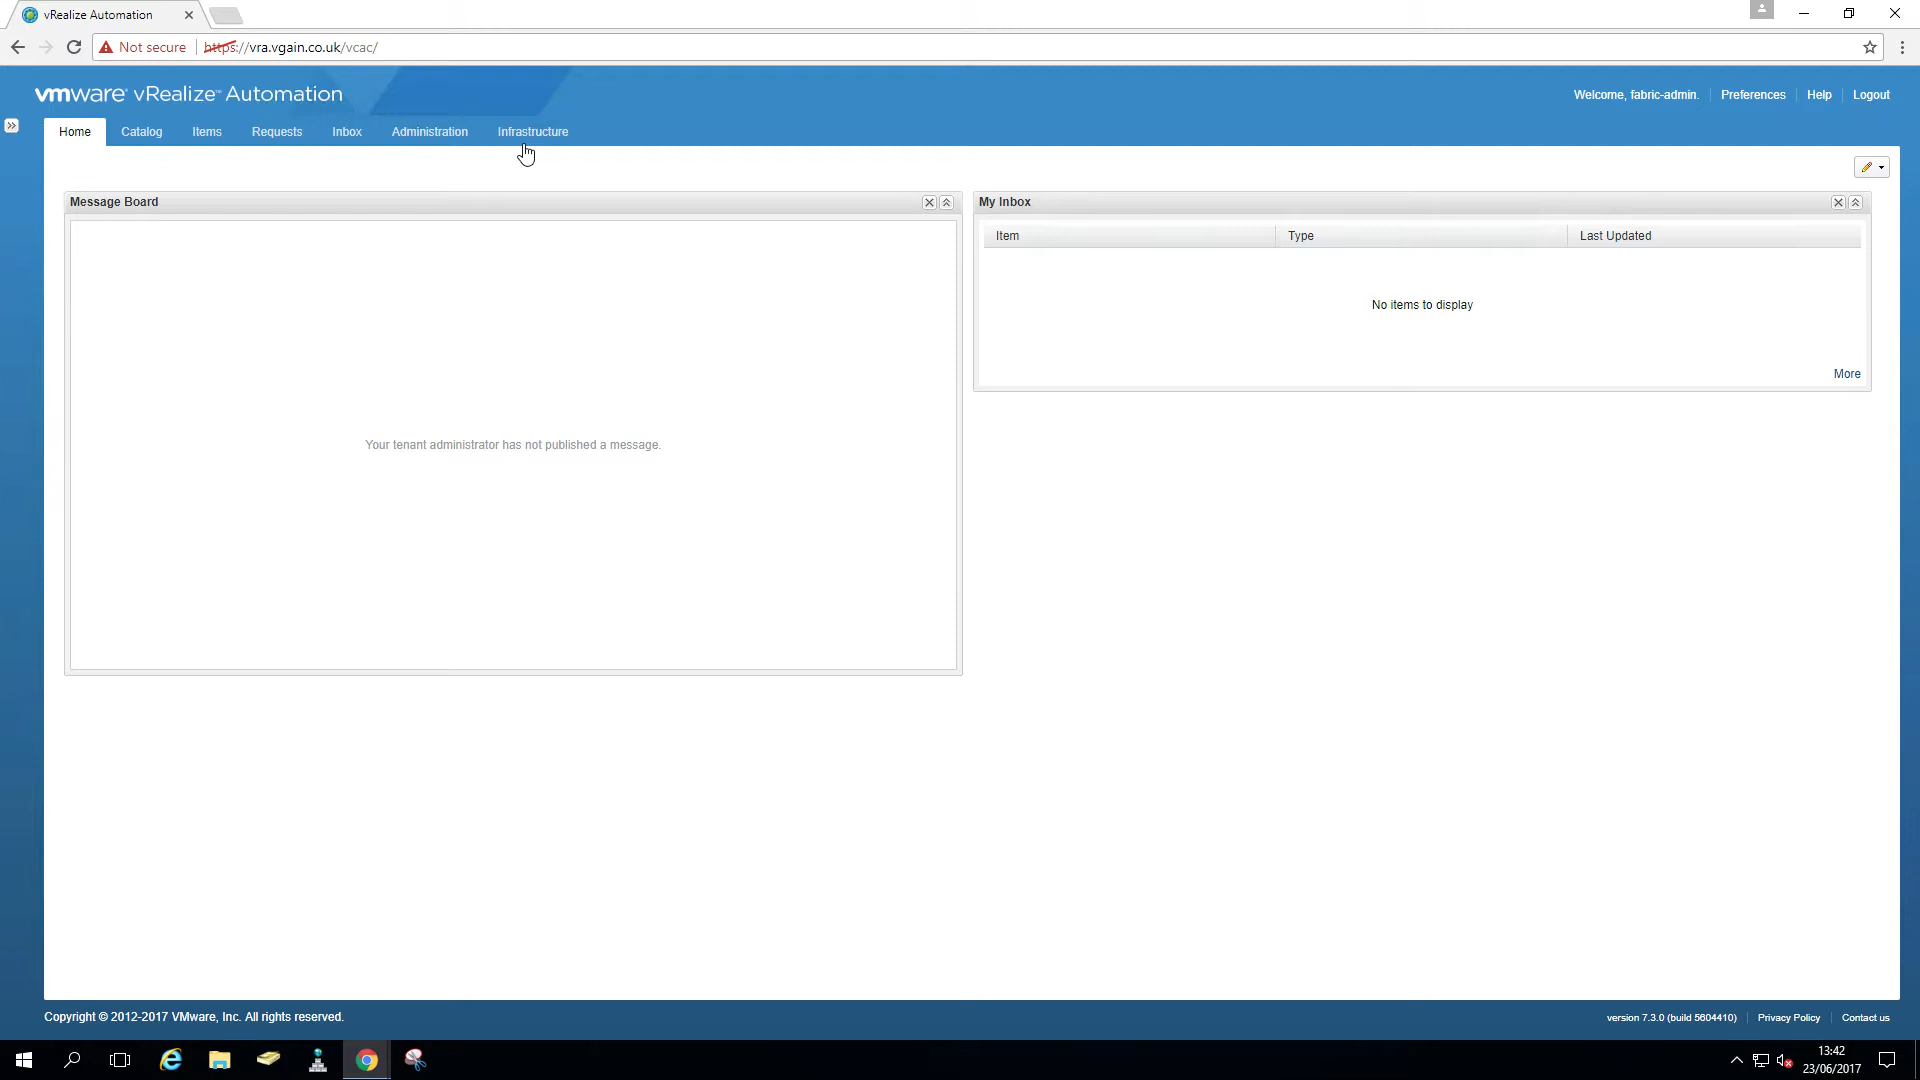 vRealize Automation
Not secure
https://vra.vgain.co.uk/vcac/
vmware vRealize™ Automation
Welcome, fabric-admin. Preferences Help Logout
Home Catalog Items Requests Inbox Administration Infrastructure
Message Board
My Inbox
Item Type Last Updated
No items to display
More
Your tenant administrator has not published a message.
Copyright © 2012-2017 VMware, Inc. All rights reserved.
version 7.3.0 (build 5604410) Privacy Policy Contact us
13:42
23/06/2017